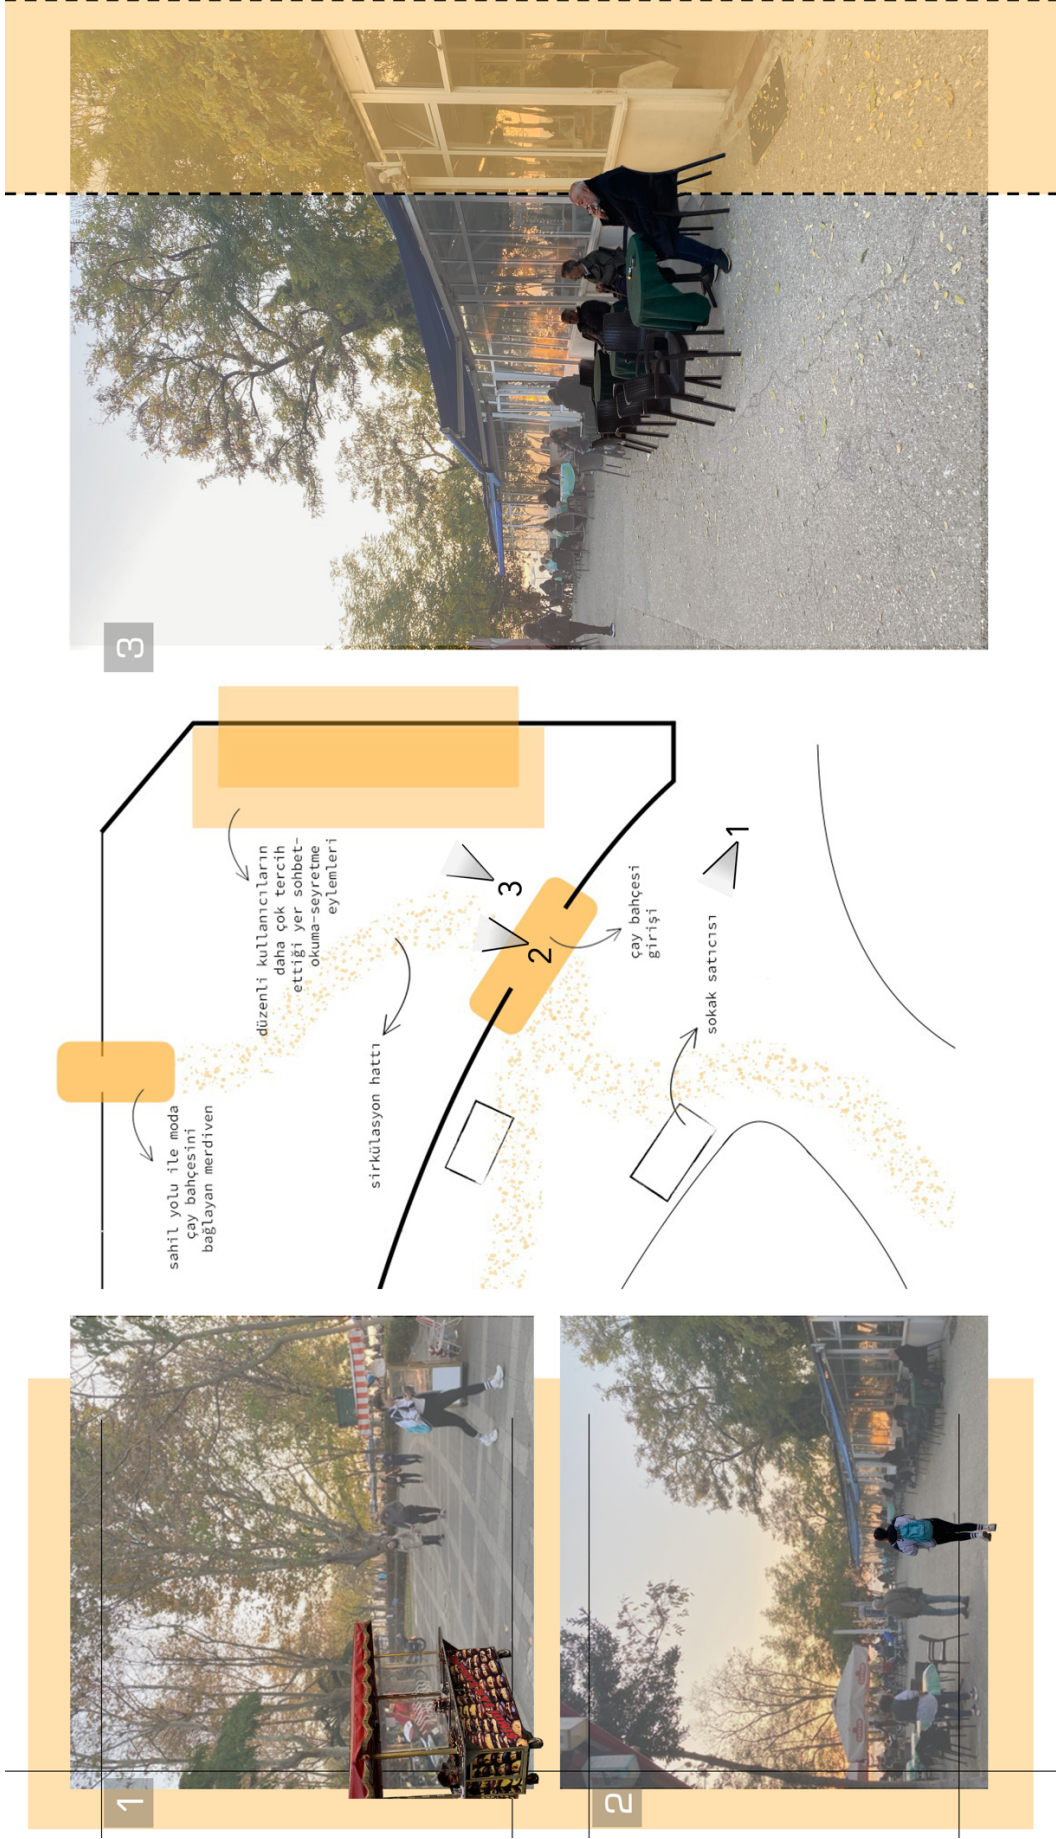 1
2
sahil yolu ile moda
çay bahçesini
bağlayan merdiven
düzenli kullanıcıların
daha çok tercih
ettiği yer sohbet-
okuma-seyretme
eylemleri
sirkülasyon hattı
3
2
çay bahçesi
girişi
sokak satıcısı
1
3